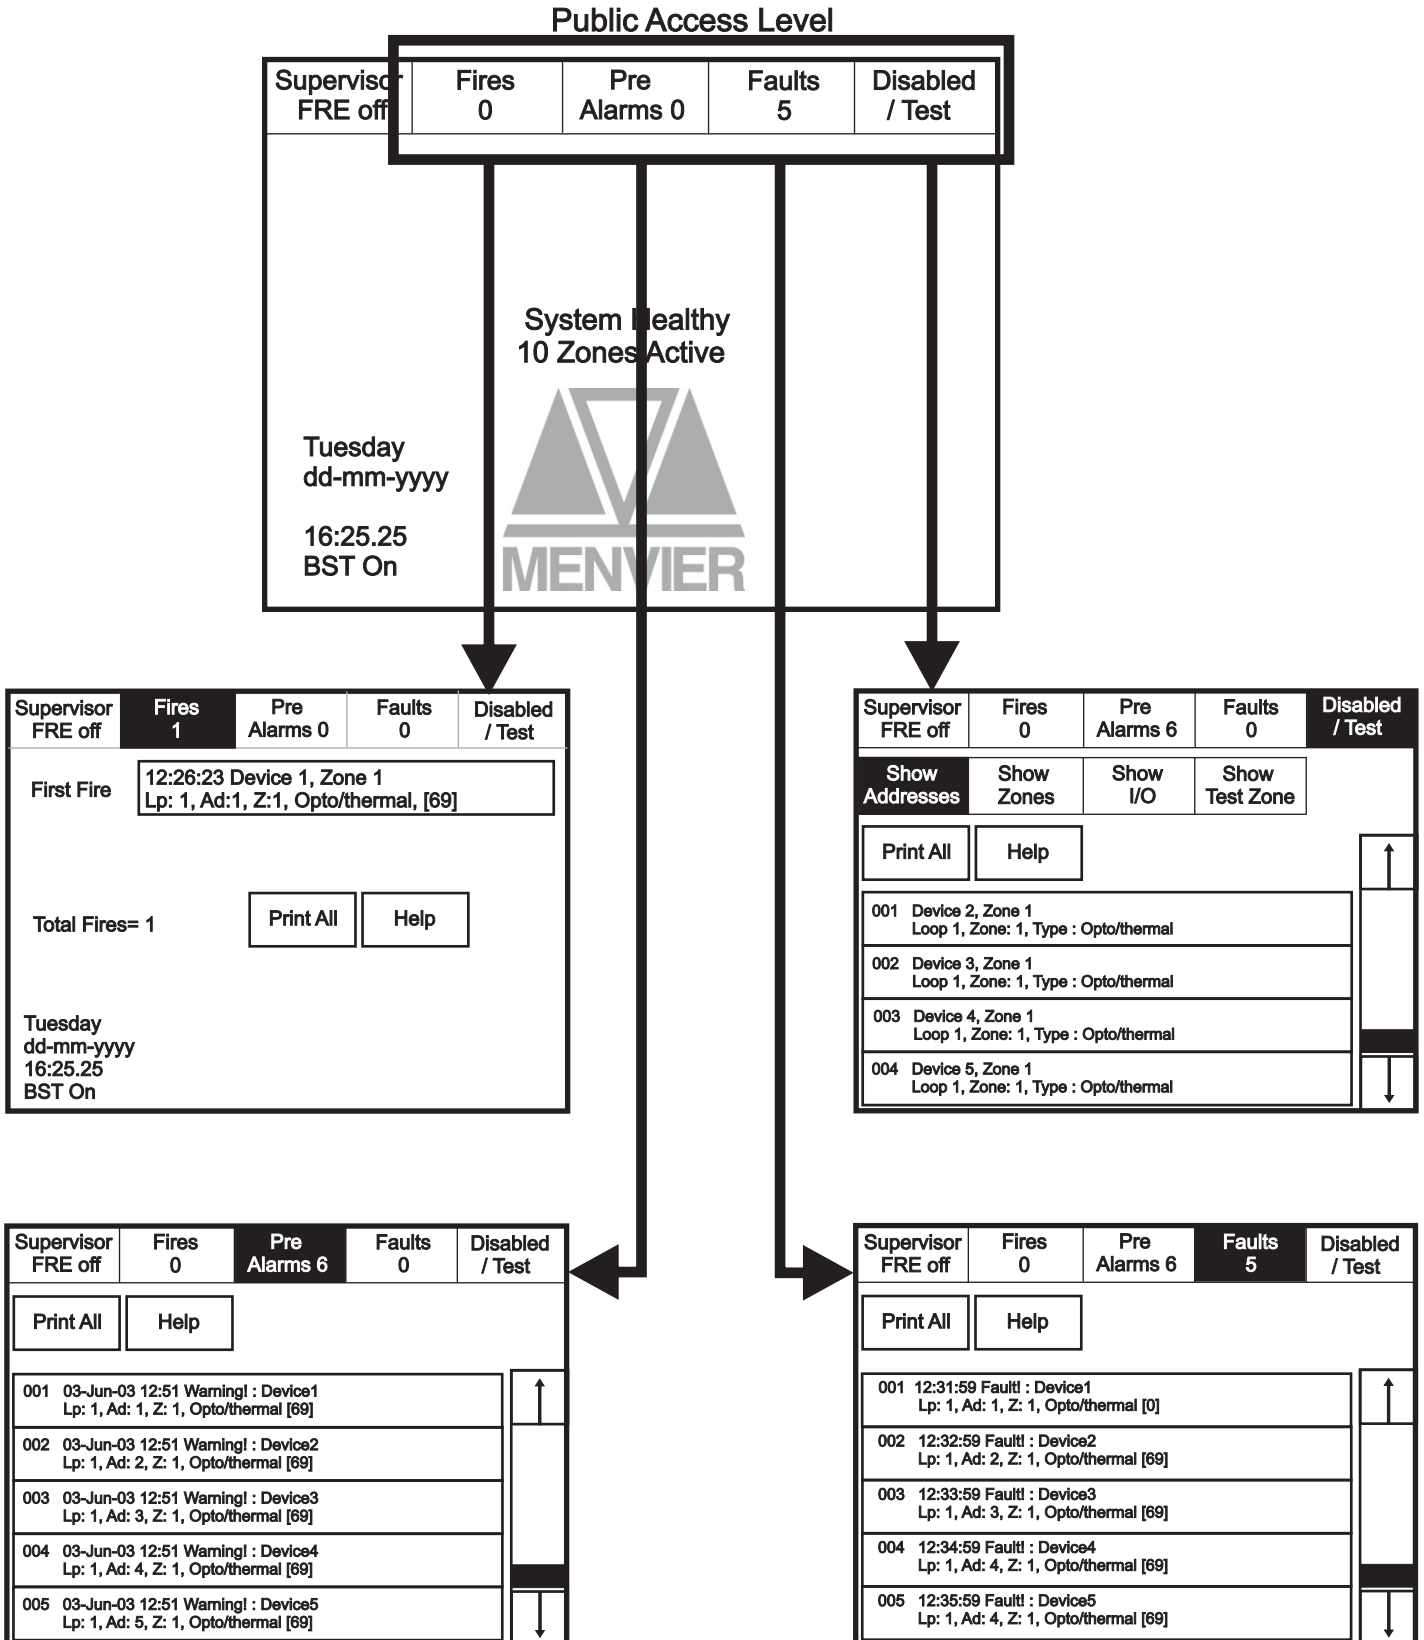 Public Access Level
Supervisor Fires Pre Faults Disabled
FRE off 0 Alarms 0 5 / Test
System Healthy
10 Zones Active
Tuesday
dd-mm-yyyy
16:25.25
BST On
MENVIER
Supervisor Fires Pre Faults Disabled
FRE off 1 Alarms 0 0 / Test
First Fire
12:26:23 Device 1, Zone 1
Lp: 1, Ad:1, Z:1, Opto/thermal, [69]
Total Fires= 1
Print All Help
Tuesday
dd-mm-yyyy
16:25.25
BST On
Supervisor Fires Pre Faults Disabled
FRE off 0 Alarms 6 0 / Test
Show Show Show Show
Addresses Zones I/O Test Zone
Print All Help
001 Device 2, Zone 1
Loop 1, Zone: 1, Type : Opto/thermal
002 Device 3, Zone 1
Loop 1, Zone: 1, Type : Opto/thermal
003 Device 4, Zone 1
Loop 1, Zone: 1, Type : Opto/thermal
004 Device 5, Zone 1
Loop 1, Zone: 1, Type : Opto/thermal
Supervisor Fires Pre Faults Disabled
FRE off 0 Alarms 6 0 / Test
Print All Help
001 03-Jun-03 12:51 Warning! : Device1
Lp: 1, Ad: 1, Z: 1, Opto/thermal [69]
002 03-Jun-03 12:51 Warning! : Device2
Lp: 1, Ad: 2, Z: 1, Opto/thermal [69]
003 03-Jun-03 12:51 Warning! : Device3
Lp: 1, Ad: 3, Z: 1, Opto/thermal [69]
004 03-Jun-03 12:51 Warning! : Device4
Lp: 1, Ad: 4, Z: 1, Opto/thermal [69]
005 03-Jun-03 12:51 Warning! : Device5
Lp: 1, Ad: 5, Z: 1, Opto/thermal [69]
Supervisor Fires Pre Faults Disabled
FRE off 0 Alarms 6 5 / Test
Print All Help
001 12:31:59 Fault! : Device1
Lp: 1, Ad: 1, Z: 1, Opto/thermal [0]
002 12:32:59 Fault! : Device2
Lp: 1, Ad: 2, Z: 1, Opto/thermal [69]
003 12:33:59 Fault! : Device3
Lp: 1, Ad: 3, Z: 1, Opto/thermal [69]
004 12:34:59 Fault! : Device4
Lp: 1, Ad: 4, Z: 1, Opto/thermal [69]
005 12:35:59 Fault! : Device5
Lp: 1, Ad: 4, Z: 1, Opto/thermal [69]